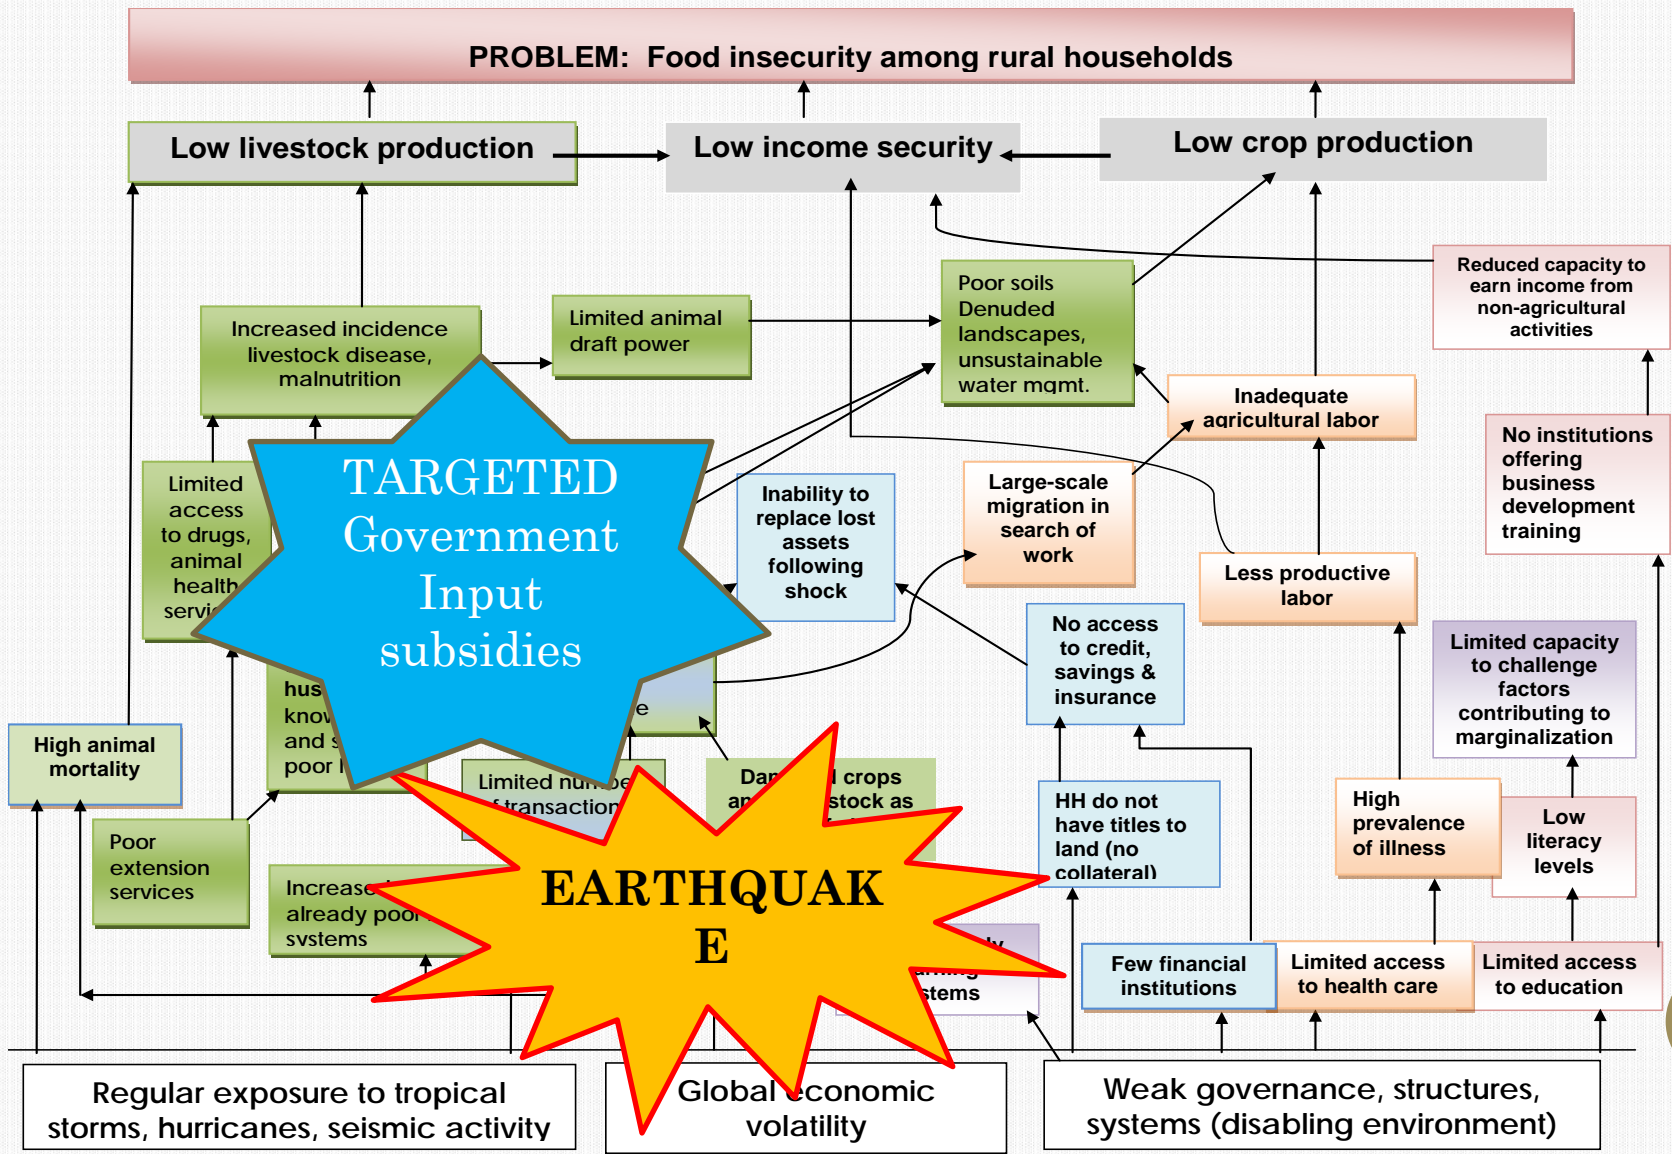 PROBLEM: Food insecurity among rural households
Low livestock production
Low income security
Low crop production
Reduced capacity to
earn income from
non-agricultural
activities
Poor soils
Denuded
landscapes,
unsustainable
water mgmt.
Increased incidence
livestock disease,
malnutrition
Limited animal
draft power
Inadequate
agricultural labor
No institutions
offering
business
development
training
Limited
access
to drugs,
animal
health
TARGETED
Government
Input
subsidies
Inability to
replace lost
assets
following
shock
Large-scale
migration in
search of
work
Less productive
labor
No access
to credit,
savings &
insurance
Limited capacity
to challenge
factors
contributing to
marginalization
and
poor
High animal
mortality
Limited
transaction
crops
stock as
HH do not
have titles to
land (no
collateral)
High
prevalence
of illness
Low
literacy
levels
Poor
extension
services
Increased
already poor
systems
EARTHQUAK
E
Few financial
institutions
Limited access
to health care
Limited access
to education
Regular exposure to tropical
storms, hurricanes, seismic activity
Global economic
volatility
Weak governance, structures,
systems (disabling environment)